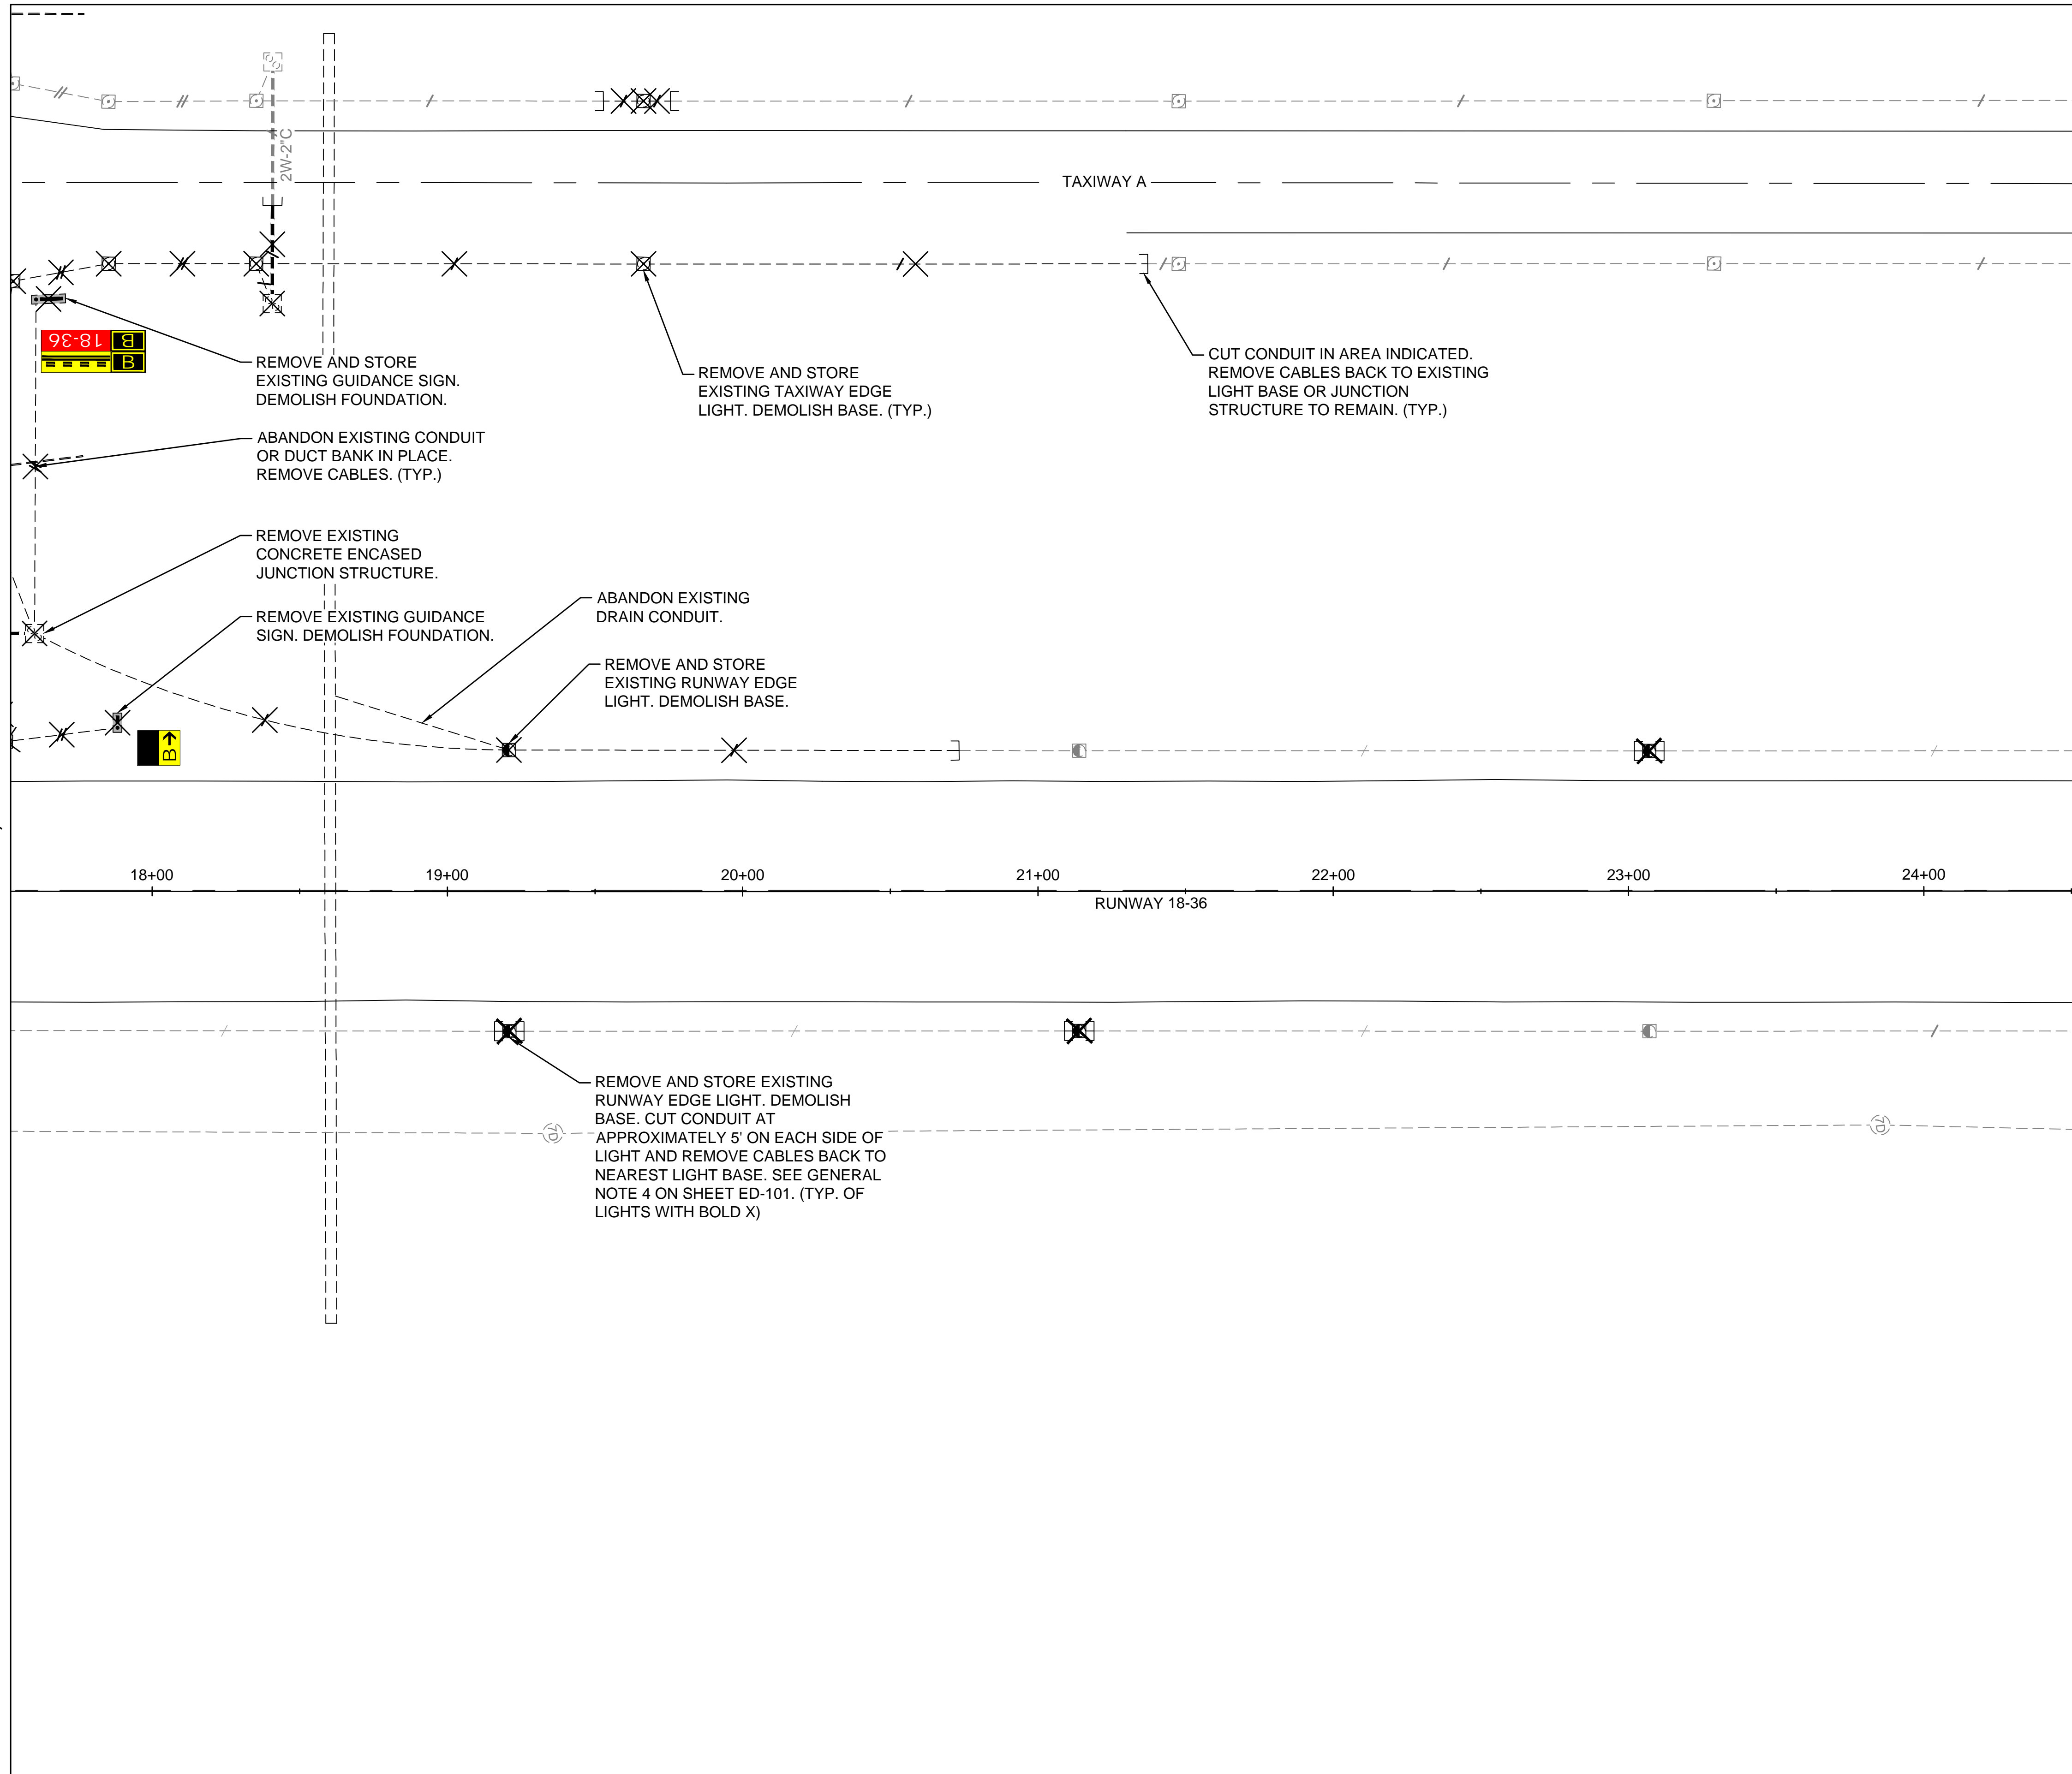 2W-2"C
TAXIWAY A
18-36 B
B
REMOVE AND STORE
EXISTING GUIDANCE SIGN.
DEMOLISH FOUNDATION.
REMOVE AND STORE
EXISTING TAXIWAY EDGE
LIGHT. DEMOLISH BASE. (TYP.)
CUT CONDUIT IN AREA INDICATED.
REMOVE CABLES BACK TO EXISTING
LIGHT BASE OR JUNCTION
STRUCTURE TO REMAIN. (TYP.)
ABANDON EXISTING CONDUIT
OR DUCT BANK IN PLACE.
REMOVE CABLES. (TYP.)
REMOVE EXISTING
CONCRETE ENCASED
JUNCTION STRUCTURE.
REMOVE EXISTING GUIDANCE
SIGN. DEMOLISH FOUNDATION.
ABANDON EXISTING
DRAIN CONDUIT.
REMOVE AND STORE
EXISTING RUNWAY EDGE
LIGHT. DEMOLISH BASE.
B
18+00 19+00 20+00 21+00 22+00 23+00 24+00
RUNWAY 18-36
REMOVE AND STORE EXISTING
RUNWAY EDGE LIGHT. DEMOLISH
BASE. CUT CONDUIT AT
APPROXIMATELY 5' ON EACH SIDE OF
LIGHT AND REMOVE CABLES BACK TO
NEAREST LIGHT BASE. SEE GENERAL
NOTE 4 ON SHEET ED-101. (TYP. OF
LIGHTS WITH BOLD X)
7D
7D